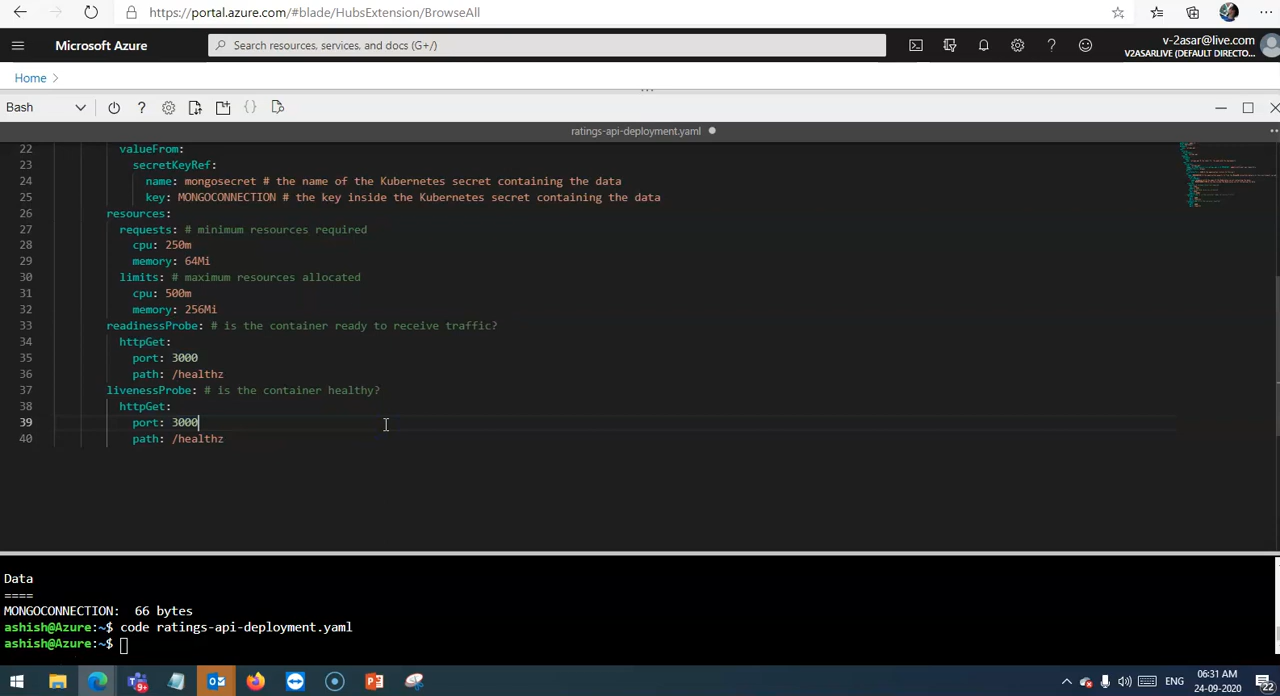 https://portal.azure.com/#blade/HubsExtension/BrowseAll
Microsoft Azure
Search resources, services, and docs (G+/)
v-2asar@live.com
V2ASARLIVE (DEFAULT DIRECTO...
Home >
Bash
ratings-api-deployment.yaml
22 valueFrom:
23 secretKeyRef:
24 name: mongosecret # the name of the Kubernetes secret containing the data
25 key: MONGOCONNECTION # the key inside the Kubernetes secret containing the data
26 resources:
27 requests: # minimum resources required
28 cpu: 250m
29 memory: 64Mi
30 limits: # maximum resources allocated
31 cpu: 500m
32 memory: 256Mi
33 readinessProbe: # is the container ready to receive traffic?
34 httpGet:
35 port: 3000
36 path: /healthz
37 livenessProbe: # is the container healthy?
38 httpGet:
39 port: 3000
40 path: /healthz
Data
====
MONGOCONNECTION: 66 bytes
ashish@Azure:~$ code ratings-api-deployment.yaml
ashish@Azure:~$
ENG
06:31 AM
24-09-2020
22